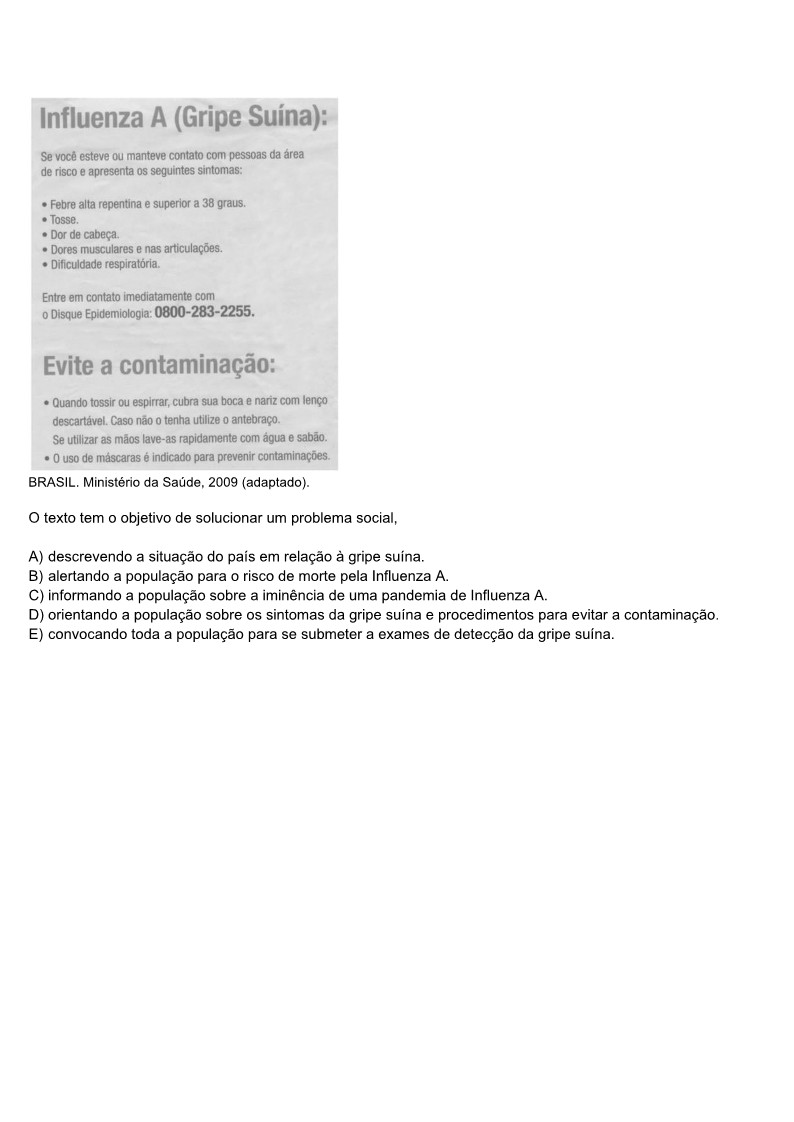 Influenza A (Gripe Suína):
Se você esteve ou manteve contato com pessoas da área
de risco e apresenta os seguintes sintomas:
• Febre alta repentina e superior a 38 graus.
• Tosse.
• Dor de cabeça.
• Dores musculares e nas articulações.
• Dificuldade respiratória.
Entre em contato imediatamente com
o Disque Epidemiologia: 0800-283-2255.
Evite a contaminação:
• Quando tossir ou espirrar, cubra sua boca e nariz com lenço
descartável. Caso não o tenha utilize o antebraço.
Se utilizar as mãos lave-as rapidamente com água e sabão.
• O uso de máscaras é indicado para prevenir contaminações.
BRASIL. Ministério da Saúde, 2009 (adaptado).
O texto tem o objetivo de solucionar um problema social,
A) descrevendo a situação do país em relação à gripe suína.
B) alertando a população para o risco de morte pela Influenza A.
C) informando a população sobre a iminência de uma pandemia de Influenza A.
D) orientando a população sobre os sintomas da gripe suína e procedimentos para evitar a contaminação.
E) convocando toda a população para se submeter a exames de detecção da gripe suína.